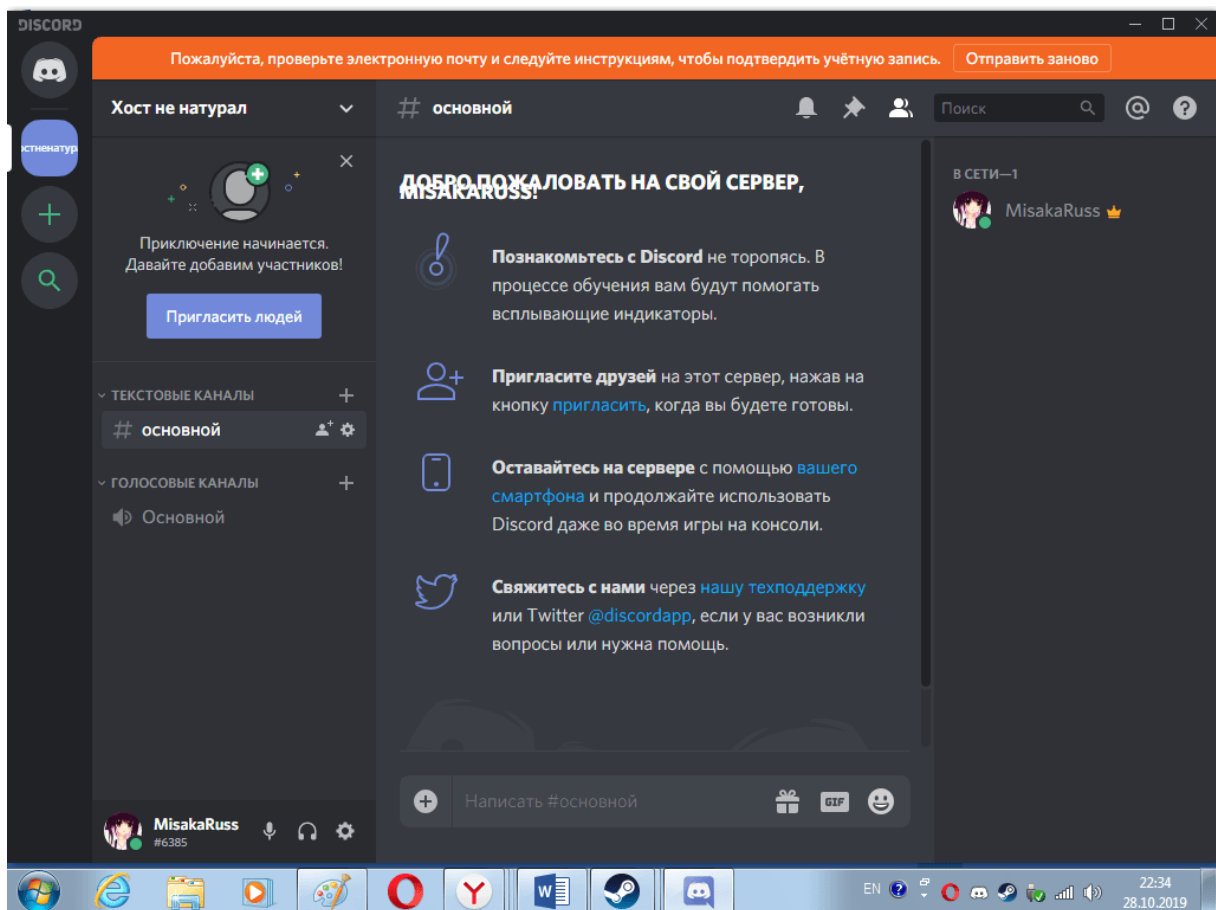 DISCORD
Пожалуйста, проверьте электронную почту и следуйте инструкциям, чтобы подтвердить учётную запись.
Отправить заново
Хост не натурал
# основной
Поиск
остненатур
Приключение начинается.
Давайте добавим участников!
Пригласить людей
ТЕКСТОВЫЕ КАНАЛЫ
# основной
ГОЛОСОВЫЕ КАНАЛЫ
Основной
ДОБРО ПОЖАЛОВАТЬ НА СВОЙ СЕРВЕР,
MISAKARUSS!
Познакомьтесь с Discord не торопясь. В
процессе обучения вам будут помогать
всплывающие индикаторы.
Пригласите друзей на этот сервер, нажав на
кнопку пригласить, когда вы будете готовы.
Оставайтесь на сервере с помощью вашего
смартфона и продолжайте использовать
Discord даже во время игры на консоли.
Свяжитесь с нами через нашу техподдержку
или Twitter @discordapp, если у вас возникли
вопросы или нужна помощь.
Написать #основной
GIF
В СЕТИ—1
MisakaRuss
MisakaRuss
#6385
EN
22:34
28.10.2019